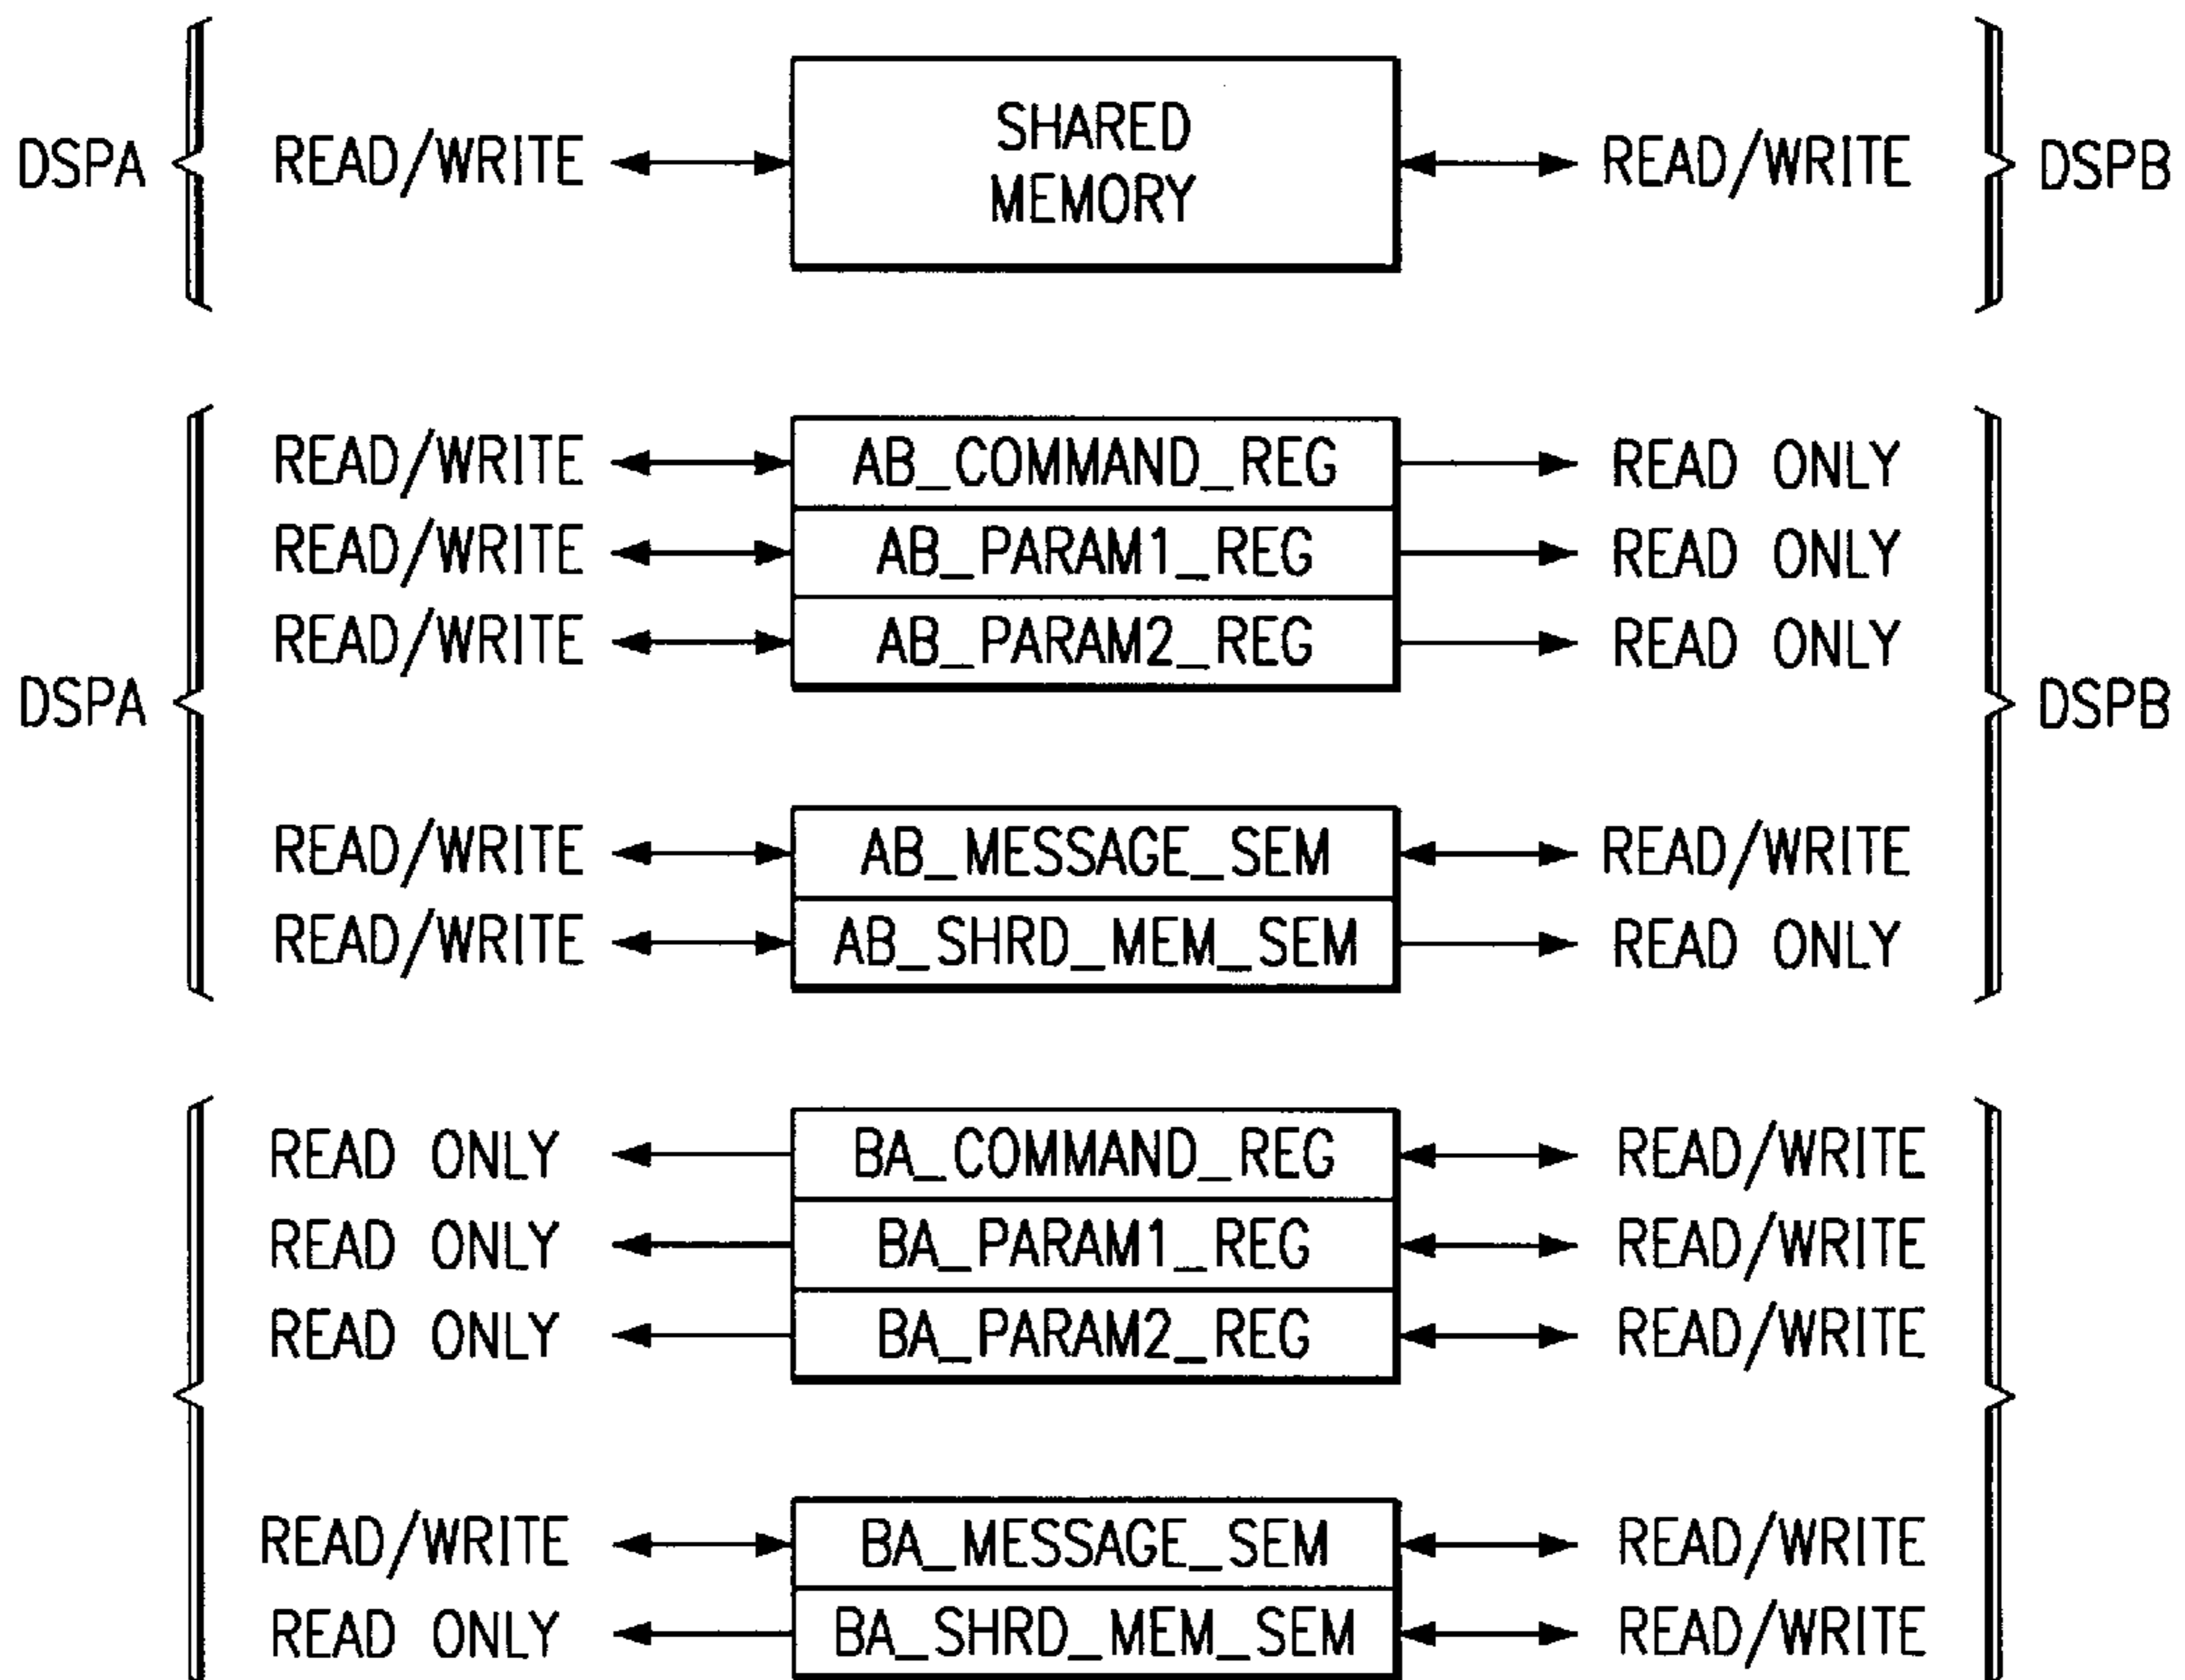 SHARED
MEMORY
DSPA READ/WRITE READ/WRITE DSPB
READ/WRITE AB_COMMAND_REG READ ONLY
READ/WRITE AB_PARAM1_REG READ ONLY
READ/WRITE AB_PARAM2_REG READ ONLY
DSPA DSPB
READ/WRITE AB_MESSAGE_SEM READ/WRITE
READ/WRITE AB_SHRD_MEM_SEM READ ONLY
READ ONLY BA_COMMAND_REG READ/WRITE
READ ONLY BA_PARAM1_REG READ/WRITE
READ ONLY BA_PARAM2_REG READ/WRITE
READ/WRITE BA_MESSAGE_SEM READ/WRITE
READ ONLY BA_SHRD_MEM_SEM READ/WRITE